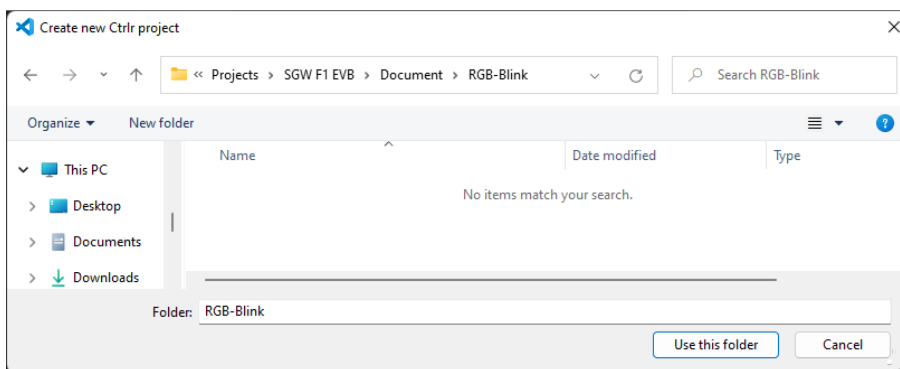 Create new Ctrlr project
« Projects > SGW F1 EVB > Document > RGB-Blink
Search RGB-Blink
Organize
New folder
?
Name
Date modified
Type
This PC
No items match your search.
Desktop
Documents
Downloads
Folder: RGB-Blink
Use this folder
Cancel